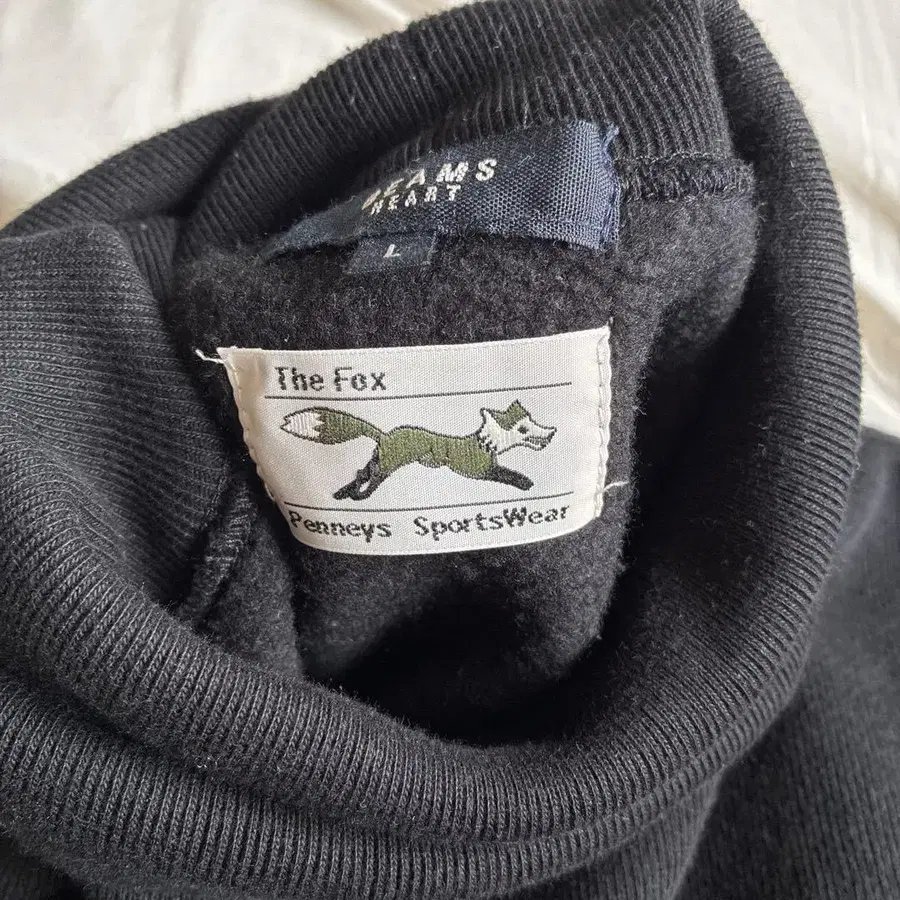 BEAMS
HEART
L
The Fox
Penneys SportsWear